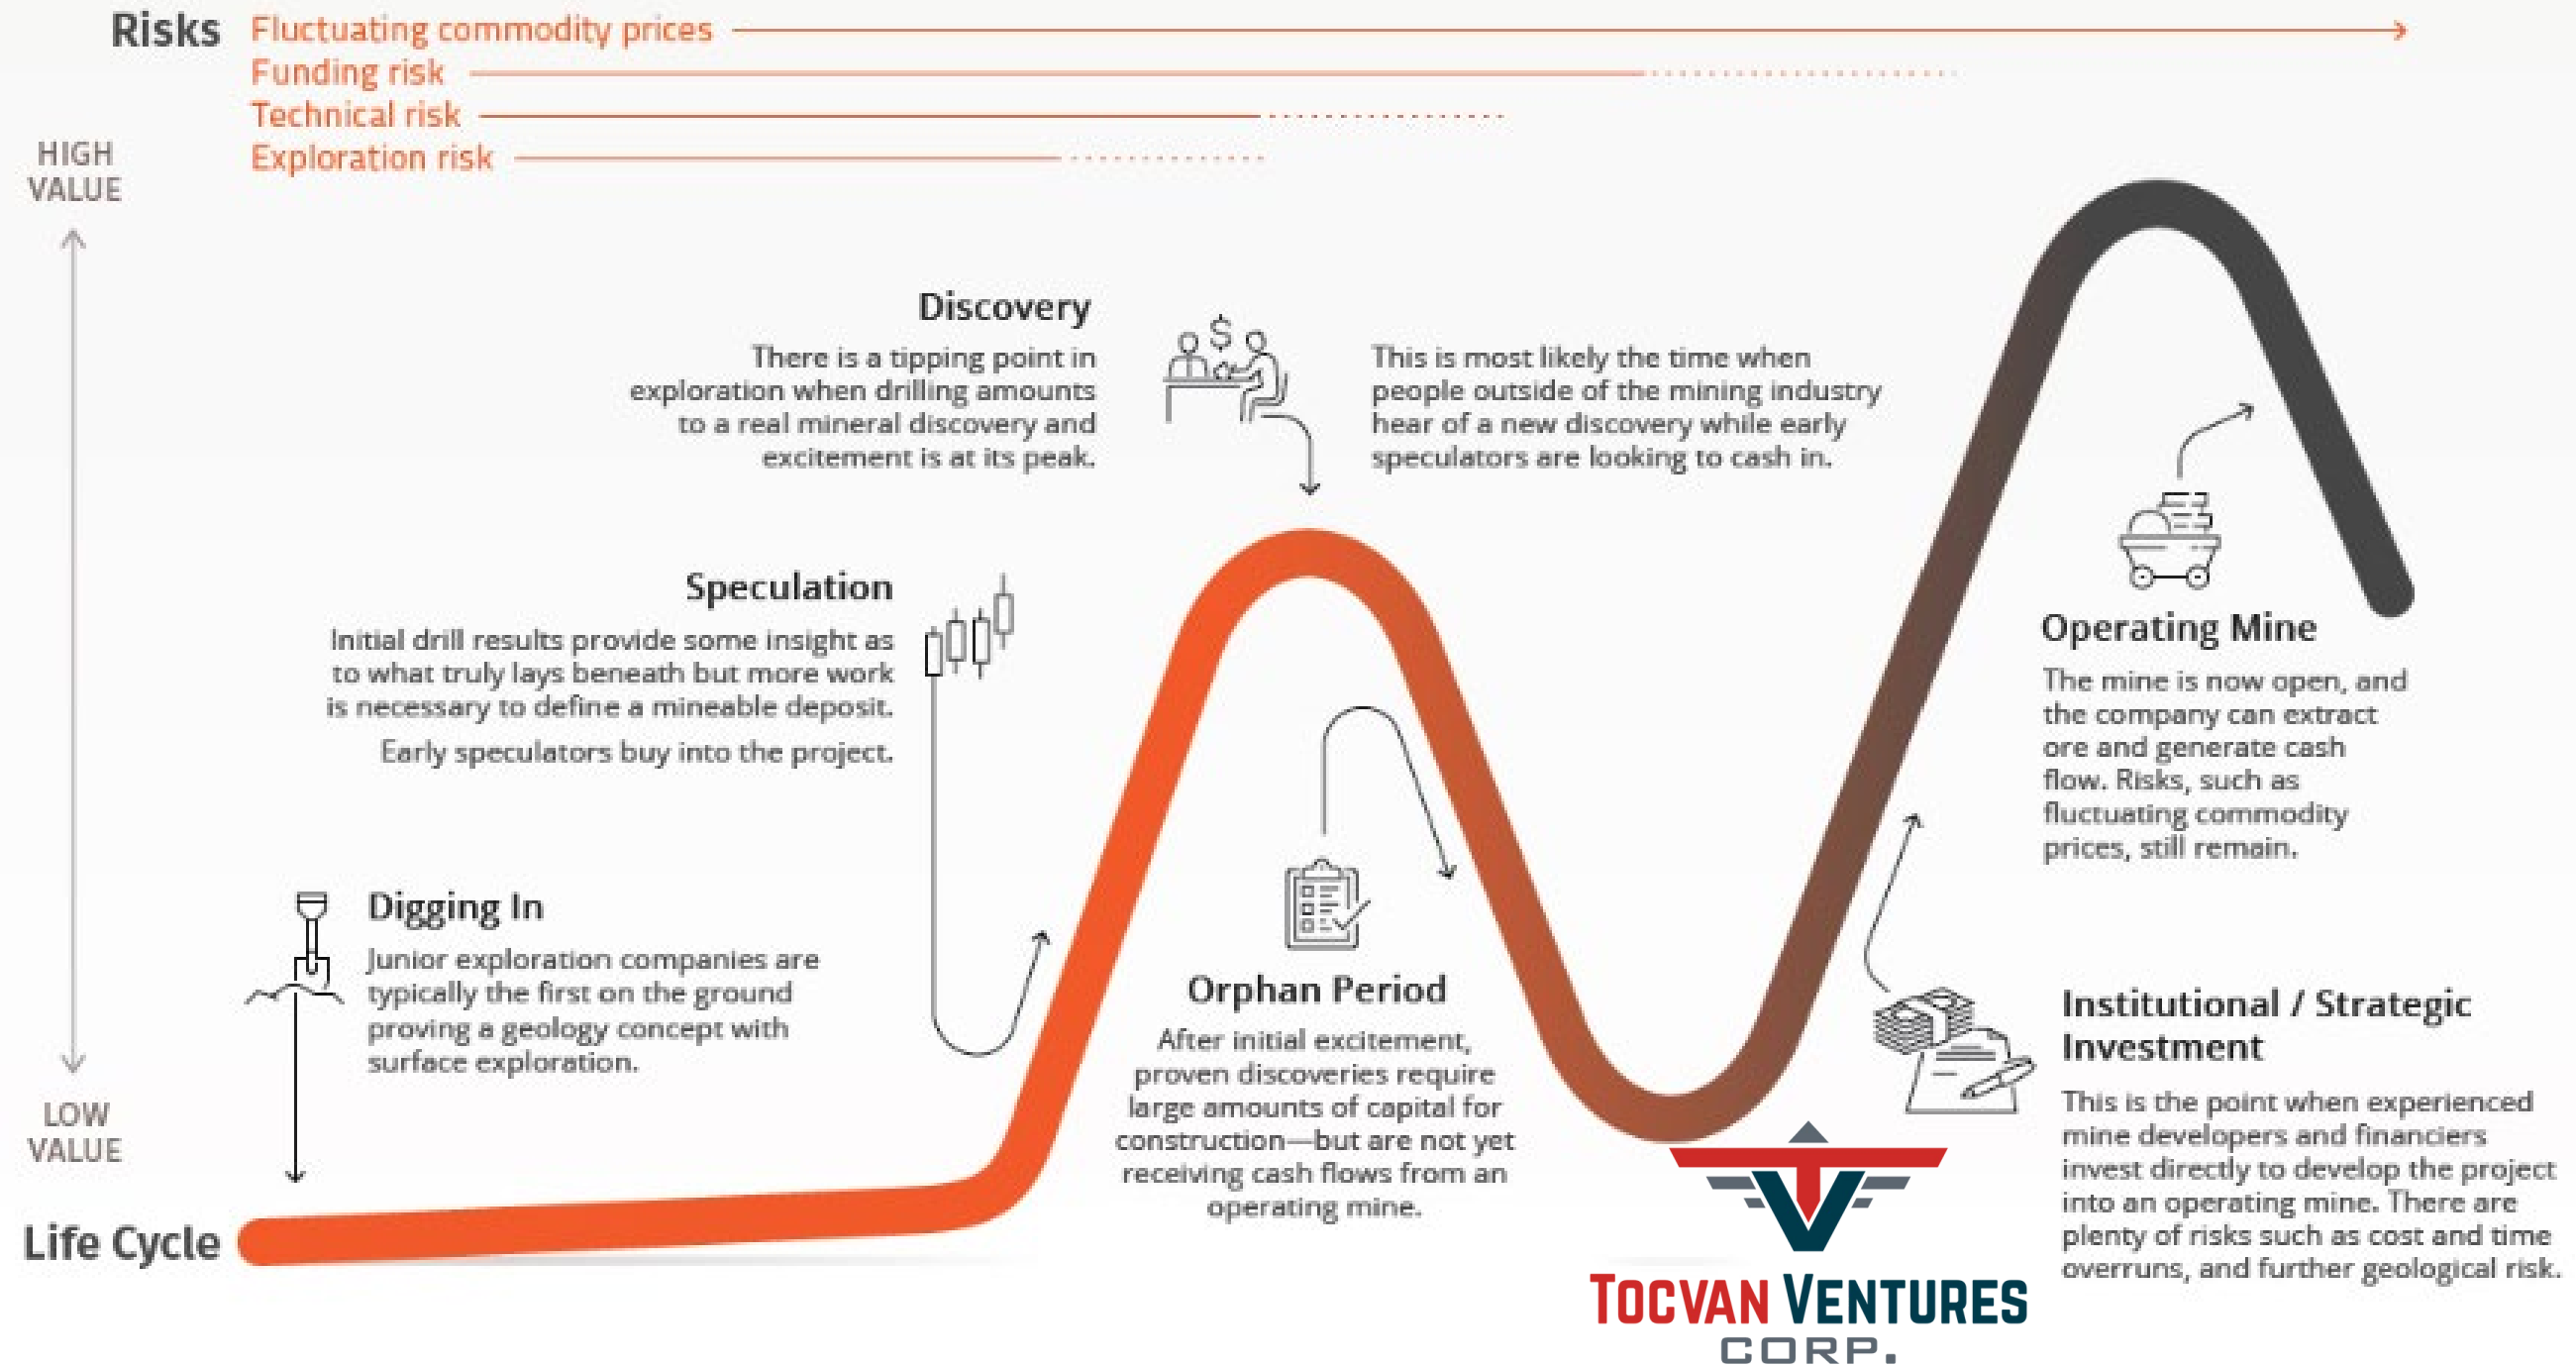 Risks
Fluctuating commodity prices
Funding risk
Technical risk
Exploration risk
HIGH
VALUE
LOW
VALUE
Life Cycle
Digging In
Junior exploration companies are
typically the first on the ground
proving a geology concept with
surface exploration.
Speculation
Initial drill results provide some insight as
to what truly lays beneath but more work
is necessary to define a mineable deposit.
Early speculators buy into the project.
Discovery
There is a tipping point in
exploration when drilling amounts
to a real mineral discovery and
excitement is at its peak.
$
This is most likely the time when
people outside of the mining industry
hear of a new discovery while early
speculators are looking to cash in.
Orphan Period
After initial excitement,
proven discoveries require
large amounts of capital for
construction—but are not yet
receiving cash flows from an
operating mine.
Institutional / Strategic
Investment
This is the point when experienced
mine developers and financiers
invest directly to develop the project
into an operating mine. There are
plenty of risks such as cost and time
overruns, and further geological risk.
Operating Mine
The mine is now open, and
the company can extract
ore and generate cash
flow. Risks, such as
fluctuating commodity
prices, still remain.
TOCVAN VENTURES
CORP.